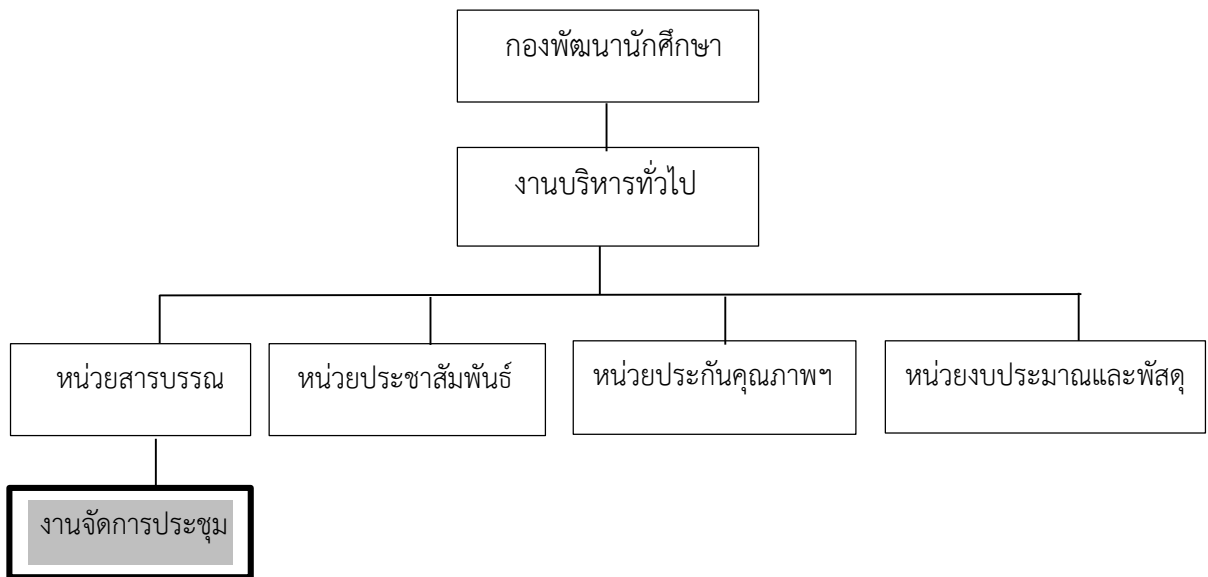 กองพัฒนานักศึกษา
งานบริหารทั่วไป
หน่วยสารบรรณ
หน่วยประชาสัมพันธ์
หน่วยประกันคุณภาพฯ
หน่วยงบประมาณและพัสดุ
งานจัดการประชุม